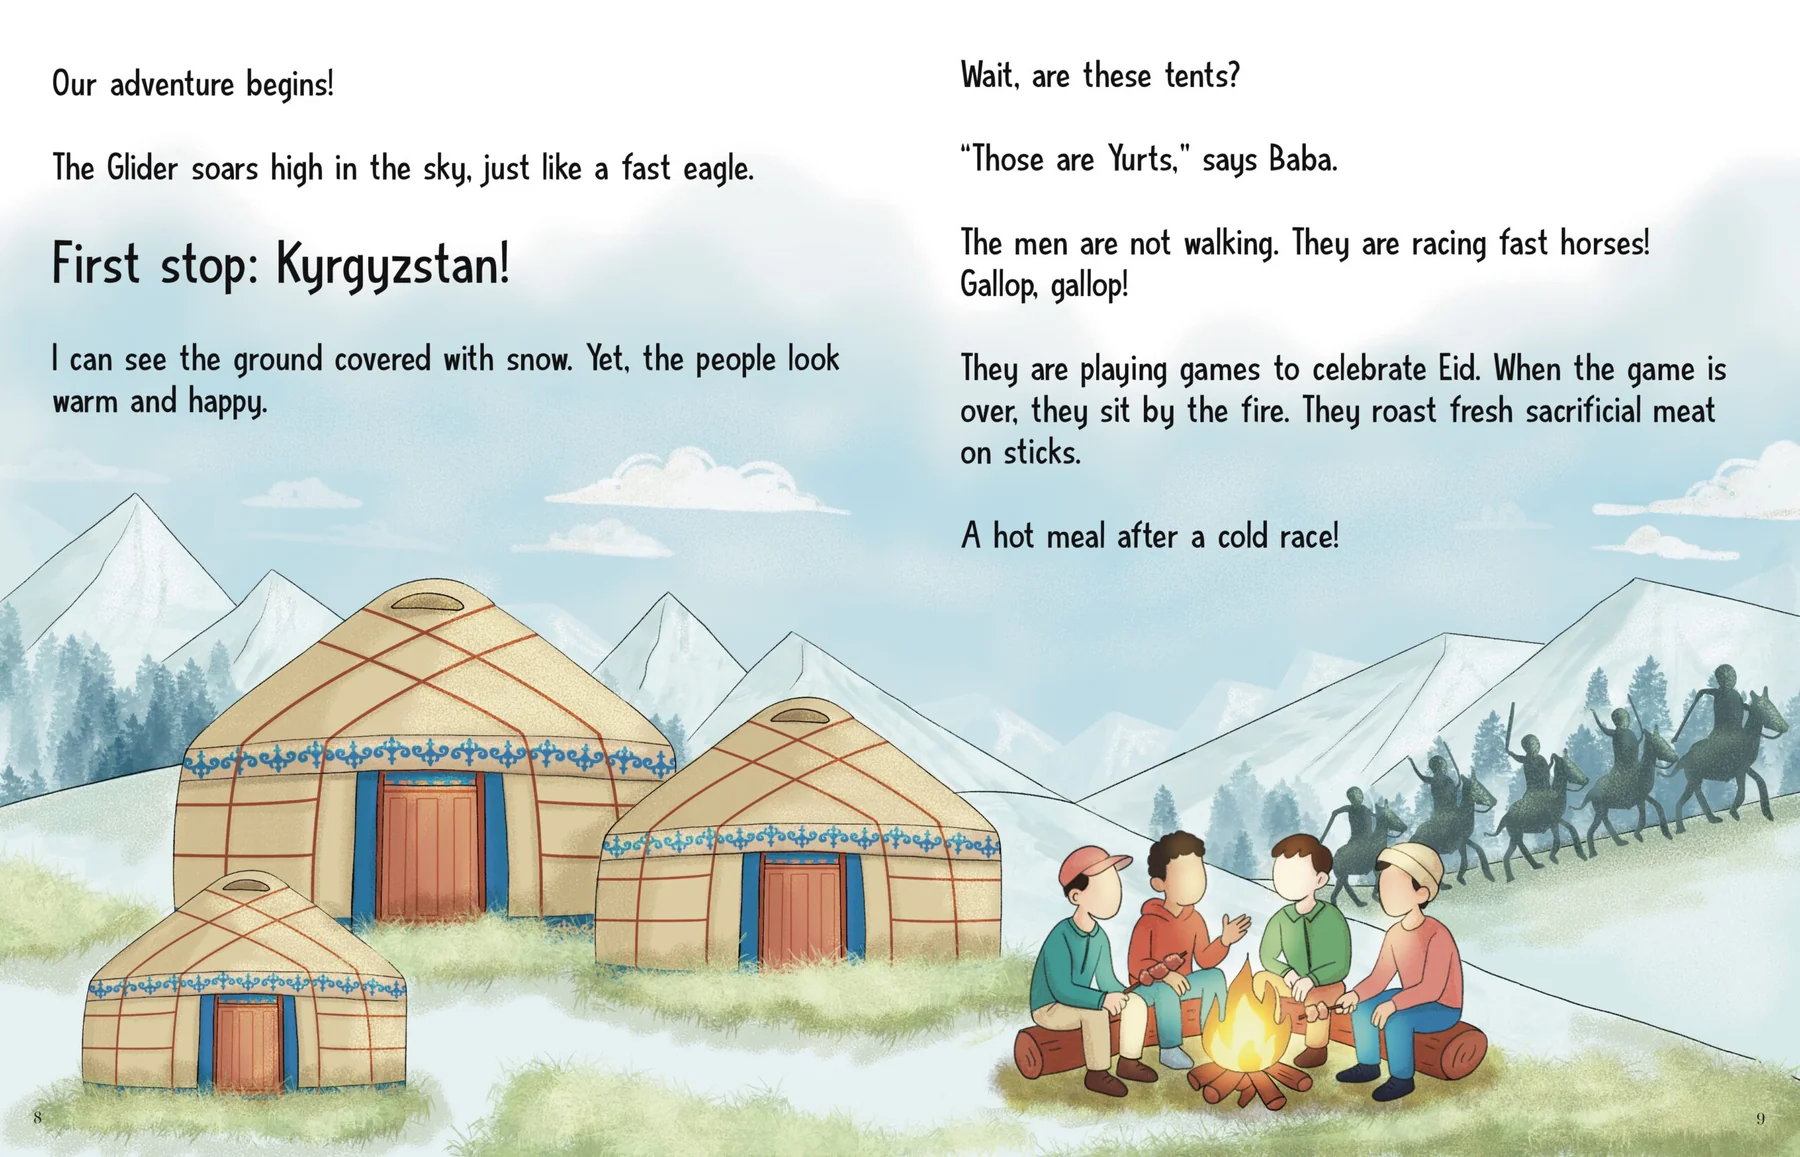 Our adventure begins!
The Glider soars high in the sky, just like a fast eagle.
First stop: Kyrgyzstan!
I can see the ground covered with snow. Yet, the people look
warm and happy.
8
Wait, are these tents?
“Those are Yurts,” says Baba.
The men are not walking. They are racing fast horses!
Gallop, gallop!
They are playing games to celebrate Eid. When the game is
over, they sit by the fire. They roast fresh sacrificial meat
on sticks.
A hot meal after a cold race!
9